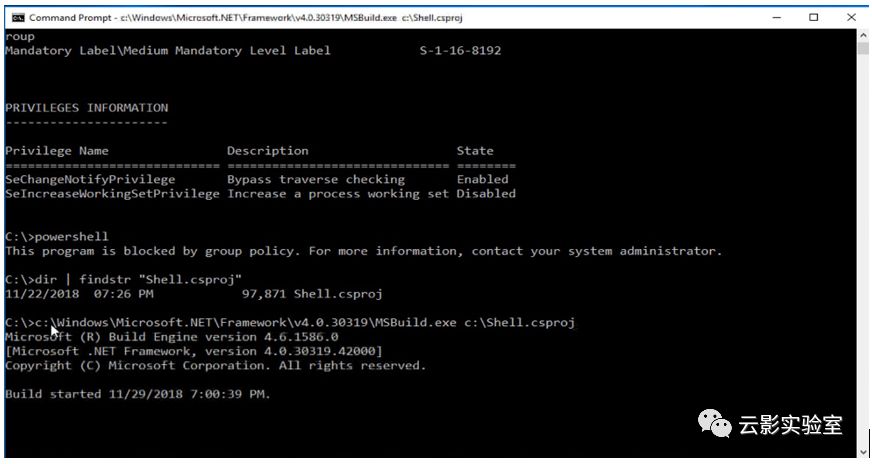 Command Prompt - c:\Windows\Microsoft.NET\Framework\v4.0.30319\MSBuild.exe c:\Shell.csproj
roup
Mandatory Label\Medium Mandatory Level Label S-1-16-8192
PRIVILEGES INFORMATION
----------------------
Privilege Name Description State
============================= ============================== ========
SeChangeNotifyPrivilege Bypass traverse checking Enabled
SeIncreaseWorkingSetPrivilege Increase a process working set Disabled
C:\>powershell
This program is blocked by group policy. For more information, contact your system administrator.
C:\>dir | findstr "Shell.csproj"
11/22/2018 07:26 PM 97,871 Shell.csproj
C:\>c:\Windows\Microsoft.NET\Framework\v4.0.30319\MSBuild.exe c:\Shell.csproj
Microsoft (R) Build Engine version 4.6.1586.0
[Microsoft .NET Framework, version 4.0.30319.42000]
Copyright (C) Microsoft Corporation. All rights reserved.
Build started 11/29/2018 7:00:39 PM.
云影实验室